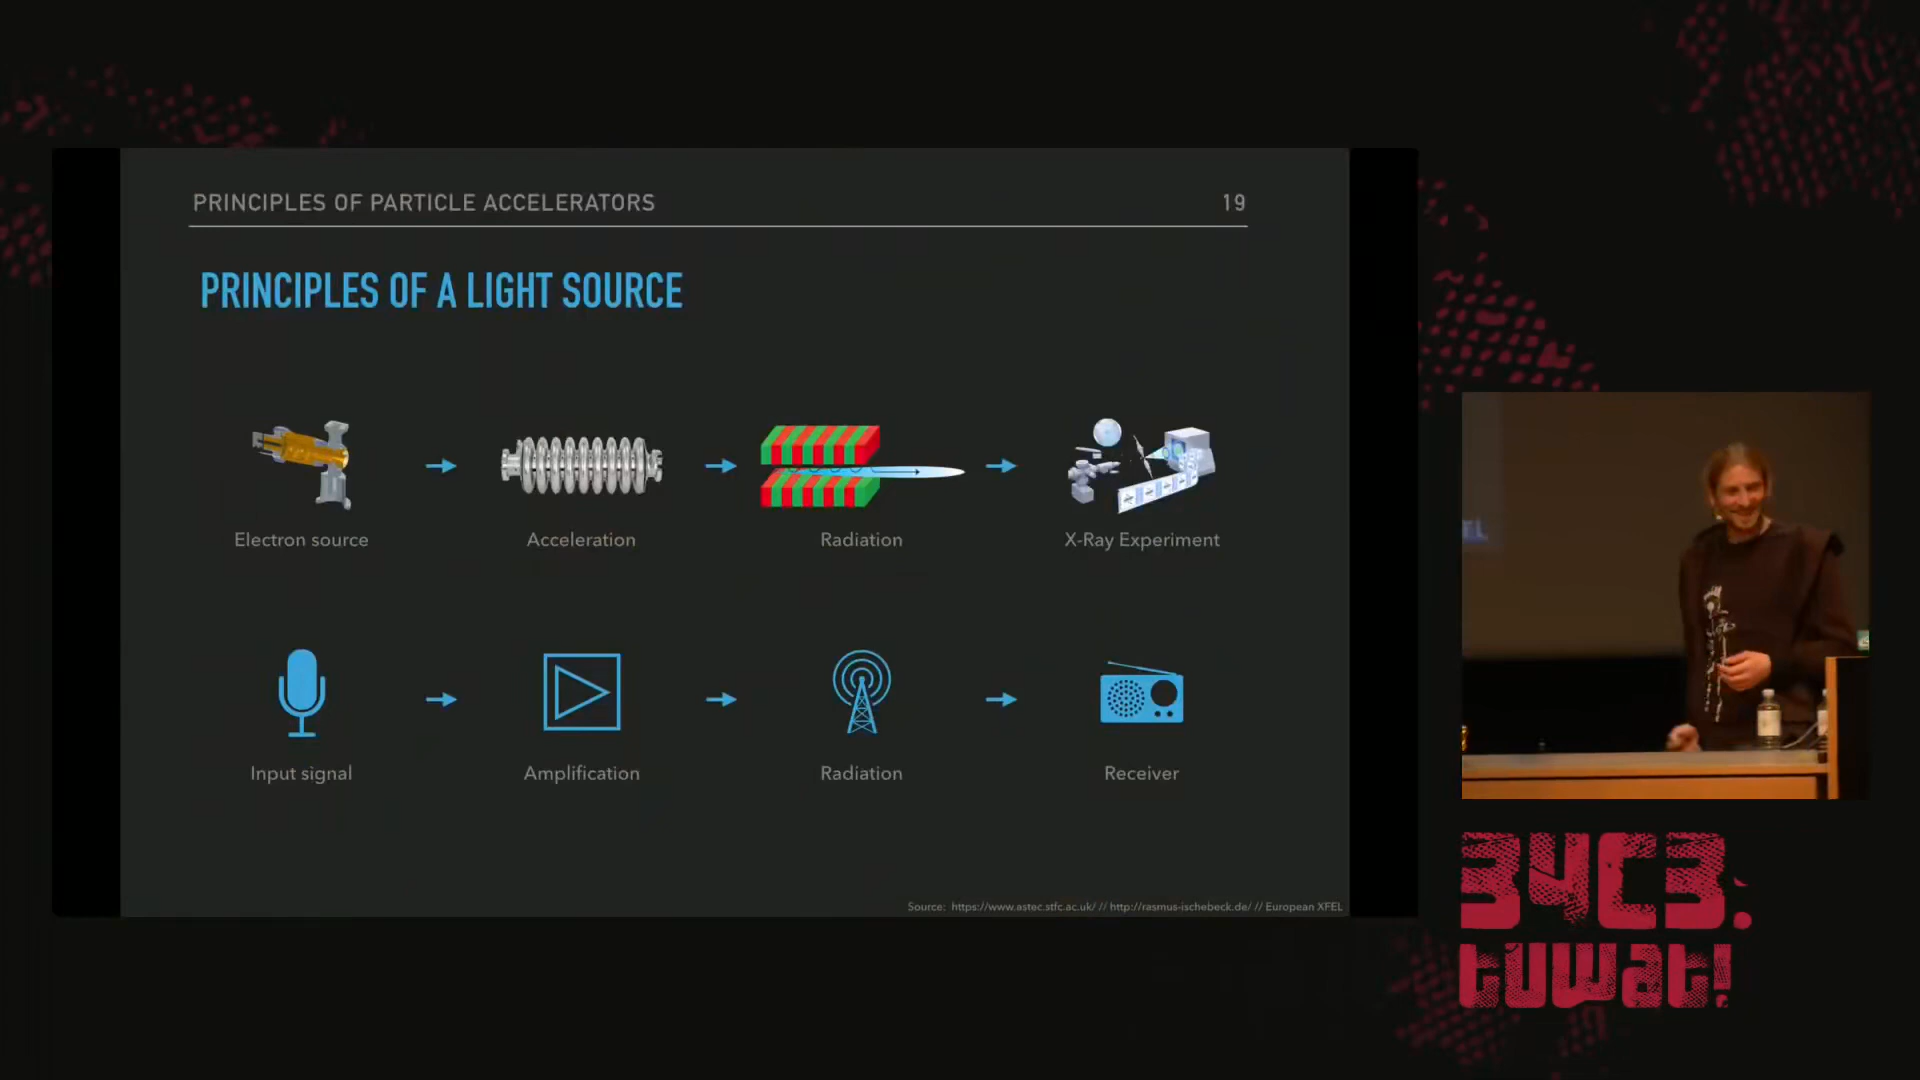 PRINCIPLES OF PARTICLE ACCELERATORS 19
PRINCIPLES OF A LIGHT SOURCE
Electron source
Acceleration
Radiation
X-Ray Experiment
Input signal
Amplification
Radiation
Receiver
Source: https://www.astec.stfc.ac.uk/ // http://rasmus-ischebeck.de/ // European XFEL
34C3.
tuwat!